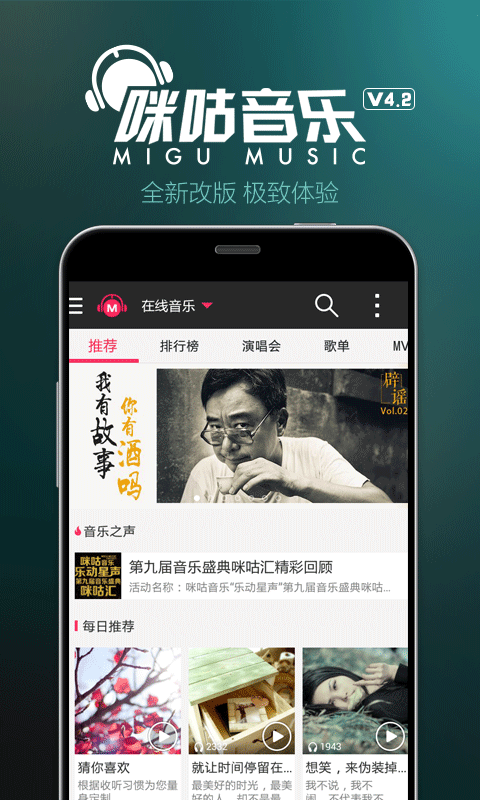 咪咕音乐 V4.2
MIGU MUSIC
全新改版 极致体验
M 在线音乐
推荐 排行榜 演唱会 歌单 MV
我有故事
你有酒吗
辟谣
Vol.02
音乐之声
咪咕音乐
乐动星声
第九届音乐盛典
咪咕汇
第九届音乐盛典咪咕汇精彩回顾
活动名称:咪咕音乐“乐动星声”第九届音乐盛典咪咕...
每日推荐
2332 1943
猜你喜欢 就让时间停留在... 想笑,来伪装掉...
根据收听习惯为您量 最美好的时光,最美 我不说,我不
身定制 好的人,却不是最 闹,不代表我不